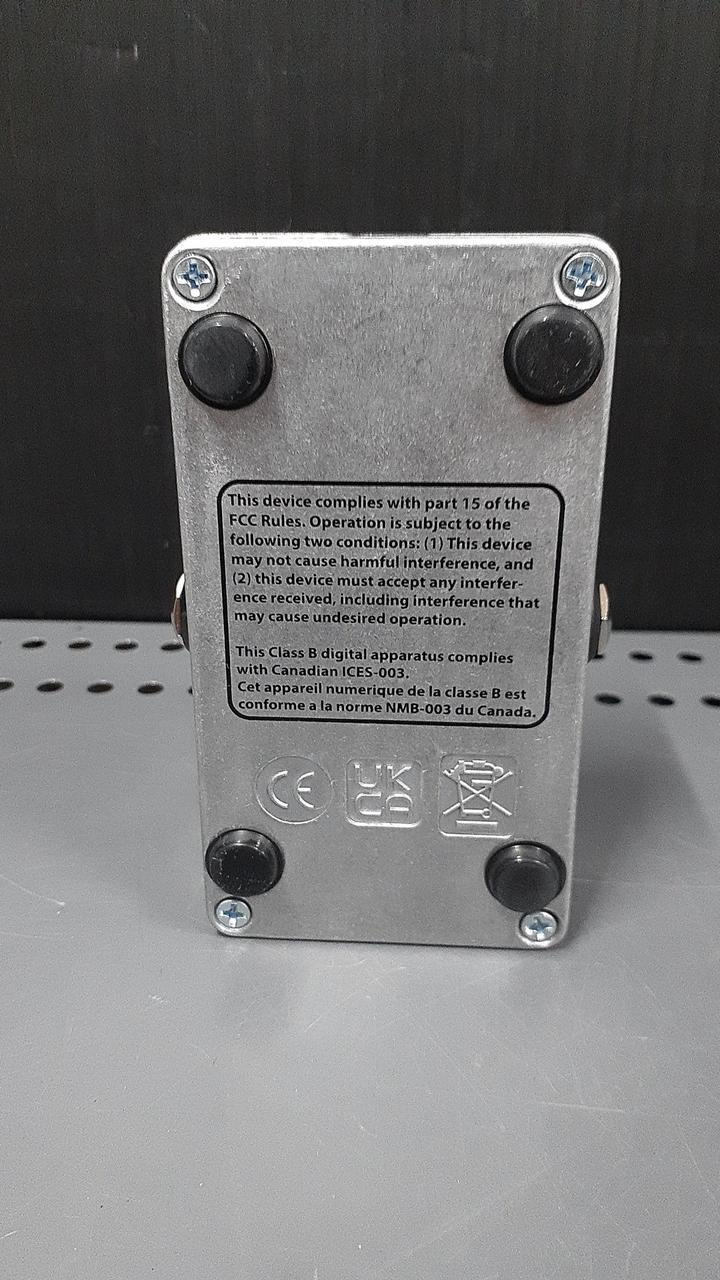 This device complies with part 15 of the
FCC Rules. Operation is subject to the
following two conditions: (1) This device
may not cause harmful interference, and
(2) this device must accept any interfer-
ence received, including interference that
may cause undesired operation.
This Class B digital apparatus complies
with Canadian ICES-003.
Cet appareil numerique de la classe B est
conforme a la norme NMB-003 du Canada.
CE
UK
CA